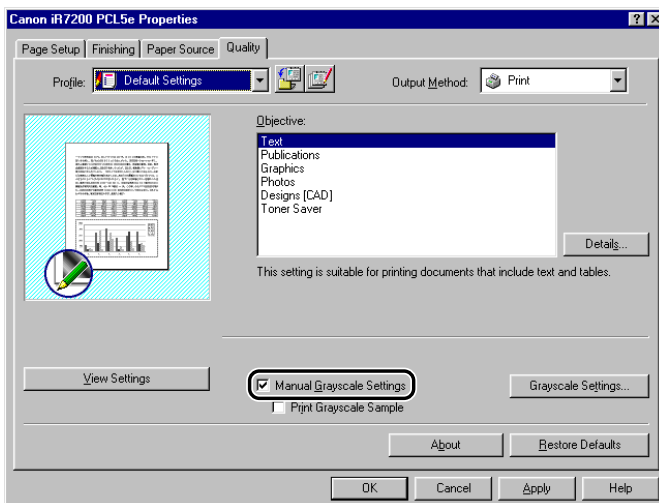 Canon iR7200 PCL5e Properties
Page Setup Finishing Paper Source Quality
Profile: Default Settings Output Method: Print
Objective:
Text
Publications
Graphics
Photos
Designs [CAD]
Toner Saver
Details...
This setting is suitable for printing documents that include text and tables.
View Settings
Manual Grayscale Settings Grayscale Settings...
Print Grayscale Sample
About Restore Defaults
OK Cancel Apply Help